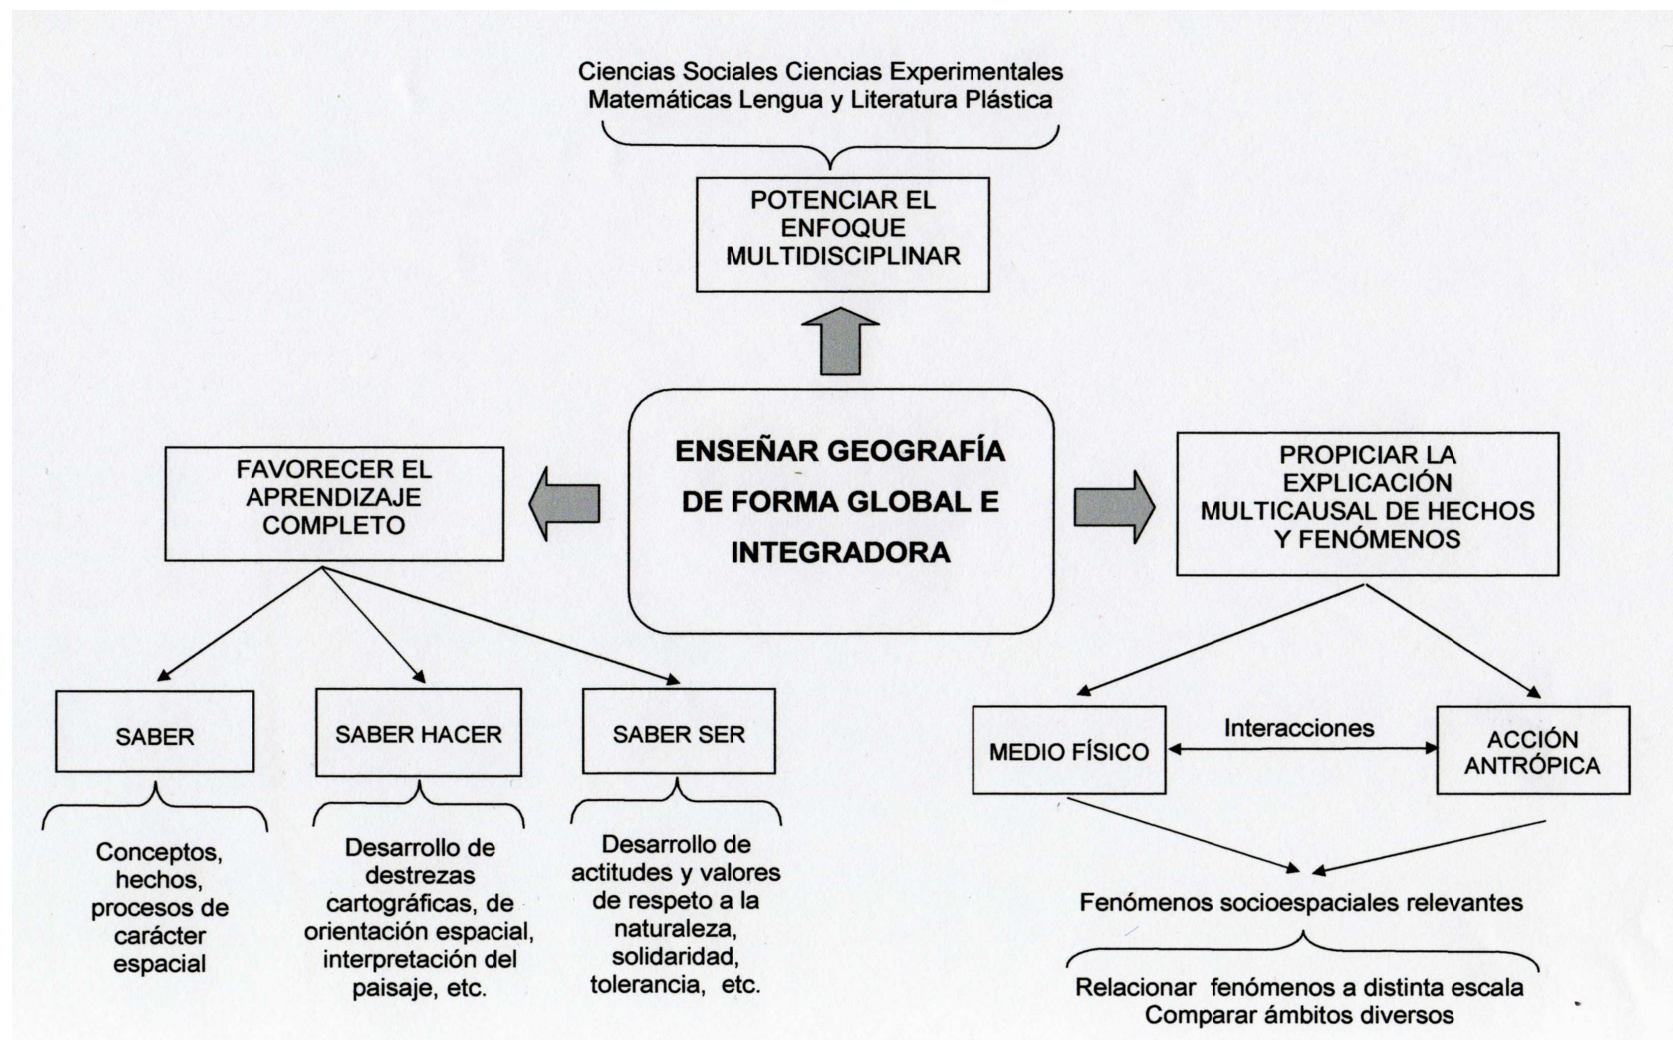 Ciencias Sociales Ciencias Experimentales
Matemáticas Lengua y Literatura Plástica
POTENCIAR EL
ENFOQUE
MULTIDISCIPLINAR
ENSEÑAR GEOGRAFÍA
DE FORMA GLOBAL E
INTEGRADORA
FAVORECER EL
APRENDIZAJE
COMPLETO
PROPICIAR LA
EXPLICACIÓN
MULTICAUSAL DE HECHOS
Y FENÓMENOS
SABER
SABER HACER
SABER SER
MEDIO FÍSICO
Interacciones
ACCIÓN
ANTRÓPICA
Conceptos,
hechos,
procesos de
carácter
espacial
Desarrollo de
destrezas
cartográficas, de
orientación espacial,
interpretación del
paisaje, etc.
Desarrollo de
actitudes y valores
de respeto a la
naturaleza,
solidaridad,
tolerancia, etc.
Fenómenos socioespaciales relevantes
Relacionar fenómenos a distinta escala
Comparar ámbitos diversos